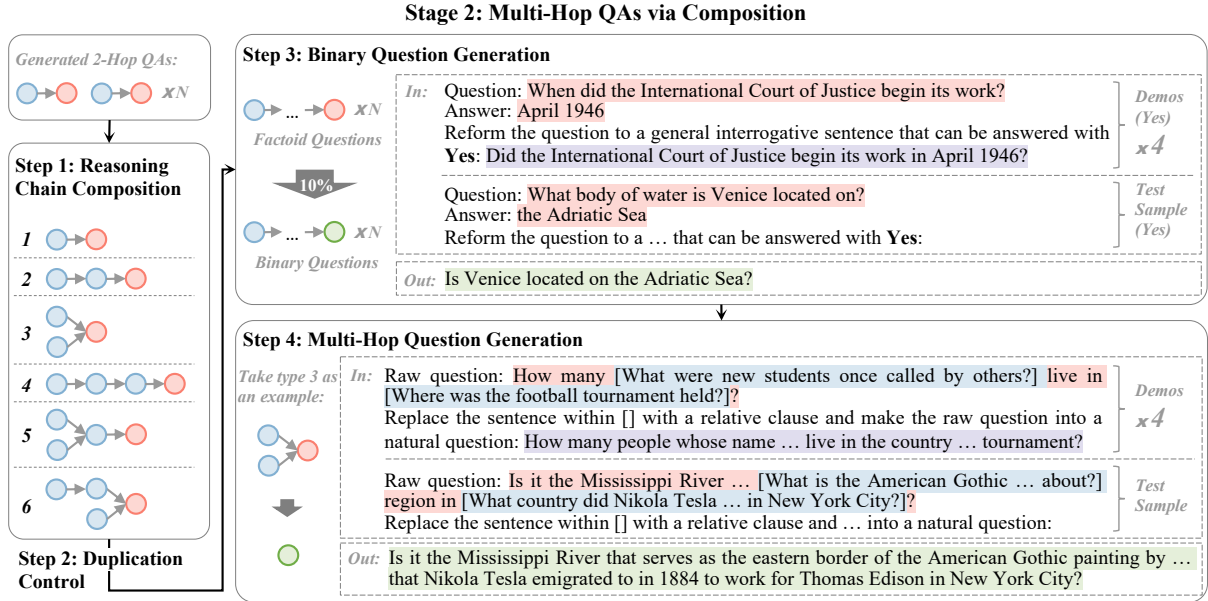 Stage 2: Multi-Hop QAs via Composition
Generated 2-Hop QAs:
×N
Step 1: Reasoning
Chain Composition
1
2
3
4
5
6
Step 2: Duplication
Control
Step 3: Binary Question Generation
... ×N
Factoid Questions
10%
... ×N
Binary Questions
In: Question: When did the International Court of Justice begin its work?
Answer: April 1946
Reform the question to a general interrogative sentence that can be answered with
Yes: Did the International Court of Justice begin its work in April 1946?
Demos
(Yes)
×4
Question: What body of water is Venice located on?
Answer: the Adriatic Sea
Reform the question to a … that can be answered with Yes:
Test
Sample
(Yes)
Out: Is Venice located on the Adriatic Sea?
Step 4: Multi-Hop Question Generation
Take type 3 as
an example:
In: Raw question: How many [What were new students once called by others?] live in
[Where was the football tournament held?]?
Replace the sentence within [] with a relative clause and make the raw question into a
natural question: How many people whose name … live in the country … tournament?
Demos
×4
Raw question: Is it the Mississippi River … [What is the American Gothic … about?]
region in [What country did Nikola Tesla … in New York City?]?
Replace the sentence within [] with a relative clause and … into a natural question:
Test
Sample
Out: Is it the Mississippi River that serves as the eastern border of the American Gothic painting by …
that Nikola Tesla emigrated to in 1884 to work for Thomas Edison in New York City?